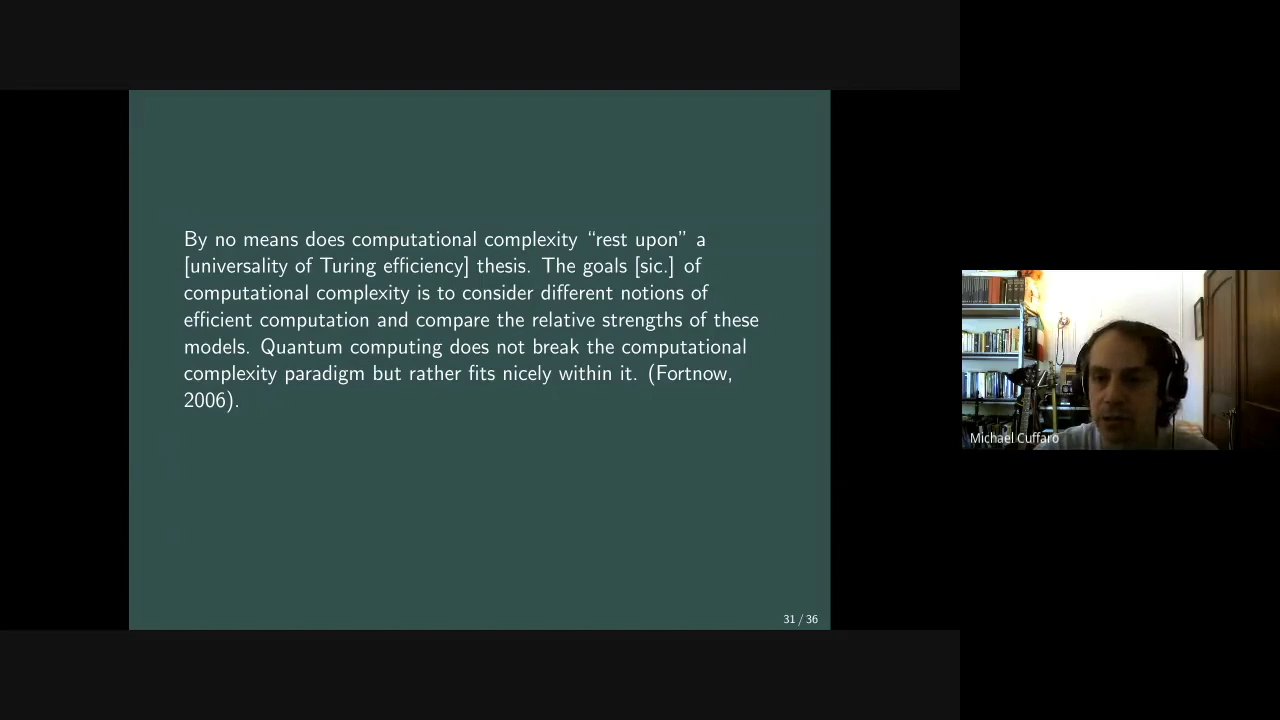 By no means does computational complexity “rest upon” a
[universality of Turing efficiency] thesis. The goals [sic.] of
computational complexity is to consider different notions of
efficient computation and compare the relative strengths of these
models. Quantum computing does not break the computational
complexity paradigm but rather fits nicely within it. (Fortnow,
2006).
31 / 36
Michael Cuffaro